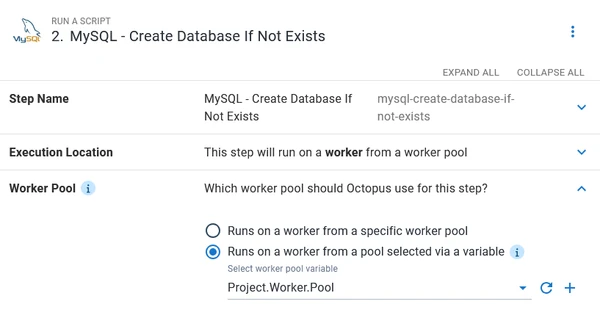 RUN A SCRIPT
MySQL
2. MySQL - Create Database If Not Exists
EXPAND ALL COLLAPSE ALL
Step Name MySQL - Create Database If mysql-create-database-if-
Not Exists not-exists
Execution Location This step will run on a worker from a worker pool
Worker Pool i Which worker pool should Octopus use for this step?
Runs on a worker from a specific worker pool
Runs on a worker from a pool selected via a variable i
Select worker pool variable
Project.Worker.Pool